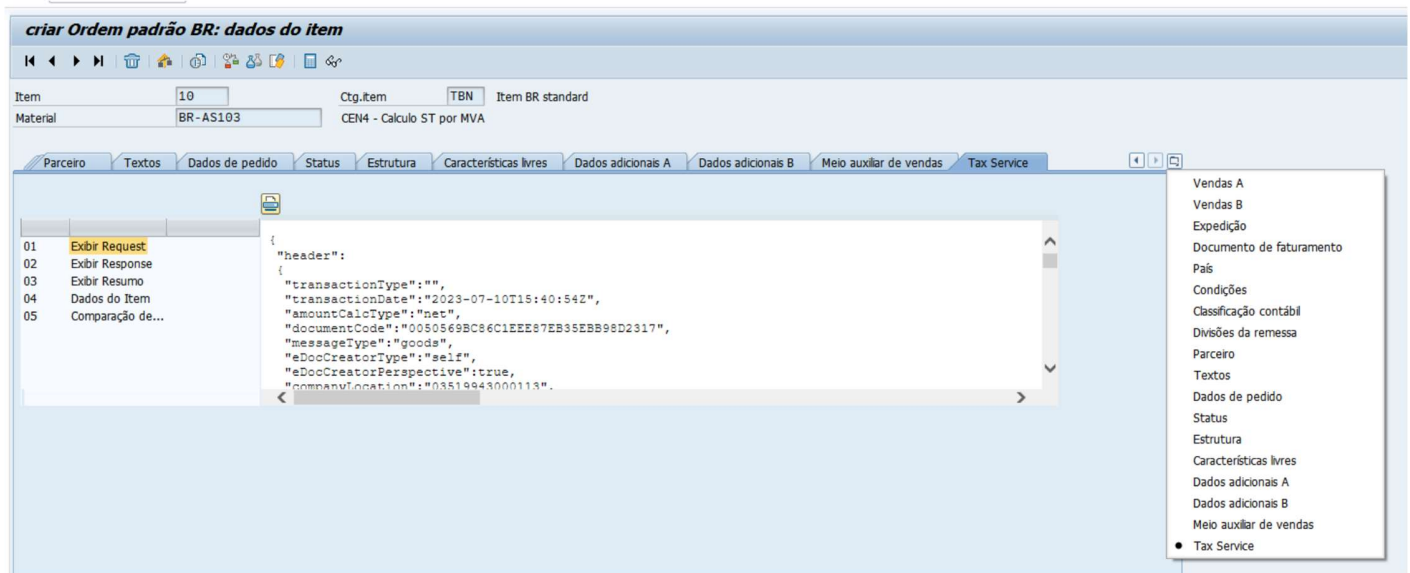 criar Ordem padrão BR: dados do item
Item 10 Ctg.item TBN Item BR standard
Material BR-AS103 CEN4 - Calculo ST por MVA
Parceiro Textos Dados de pedido Status Estrutura Características livres Dados adicionais A Dados adicionais B Meio auxiliar de vendas Tax Service
01 Exibir Request
02 Exibir Response
03 Exibir Resumo
04 Dados do Item
05 Comparação de...
{
"header":
{
"transactionType":"",
"transactionDate":"2023-07-10T15:40:54Z",
"amountCalcType":"net",
"documentCode":"0050569BC86C1EEE87EB35EBB98D2317",
"messageType":"goods",
"eDocCreatorType":"self",
"eDocCreatorPerspective":true,
"companyLocation":"03519943000113",
Vendas A
Vendas B
Expedição
Documento de faturamento
País
Condições
Classificação contábil
Divisões da remessa
Parceiro
Textos
Dados de pedido
Status
Estrutura
Características livres
Dados adicionais A
Dados adicionais B
Meio auxiliar de vendas
Tax Service